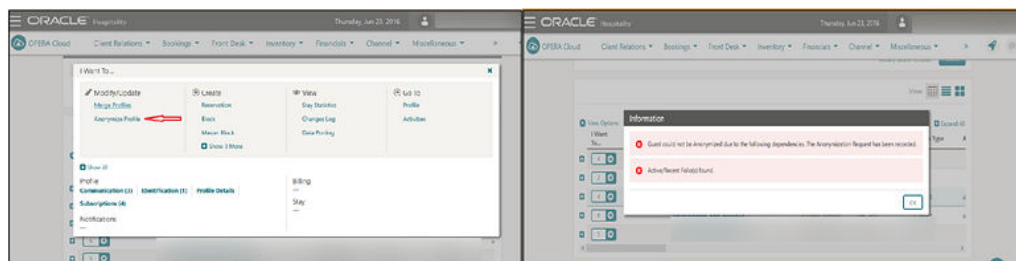 ORACLE Hospitality
Thursday, Jun 23, 2016
OPERA Cloud
Client Relations
Bookings
Front Desk
Inventory
Financials
Channel
Miscellaneous
»
I Want To...
Modify/Update
Merge Profiles
Anonymize Profile
Create
Reservation
Block
Master Block
Show 3 More
View
Stay Statistics
Changes Log
Data Porting
Go To
Profile
Activities
Show All
Profile
Communication (3) Identification (1) Profile Details
Subscriptions (4)
Notifications
---
Billing
---
Stay
---
ORACLE Hospitality
Thursday, Jun 23, 2016
OPERA Cloud
Client Relations
Bookings
Front Desk
Inventory
Financials
Channel
Miscellaneous
»
View
View Options
Expand All
I Want
To...
Type
Information
Guest could not be Anonymized due to the following dependencies. The Anonymization Request has been recorded.
Active/Recent Folio(s) found.
OK